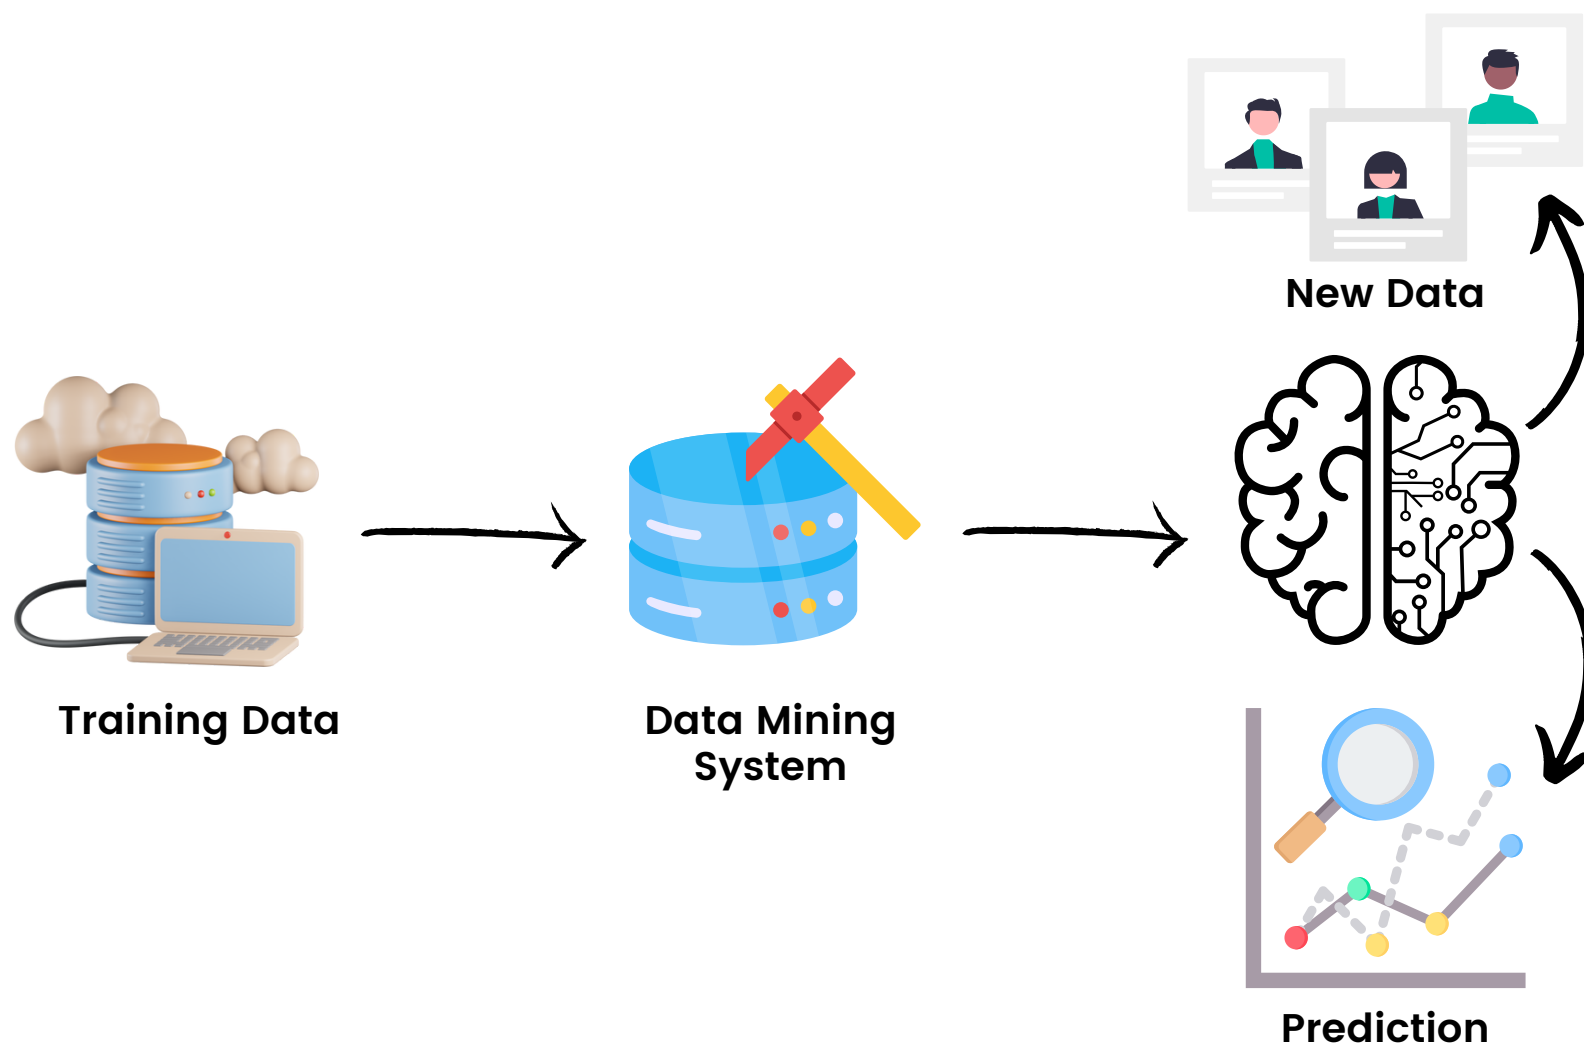 New Data
Training Data
Data Mining
System
Prediction